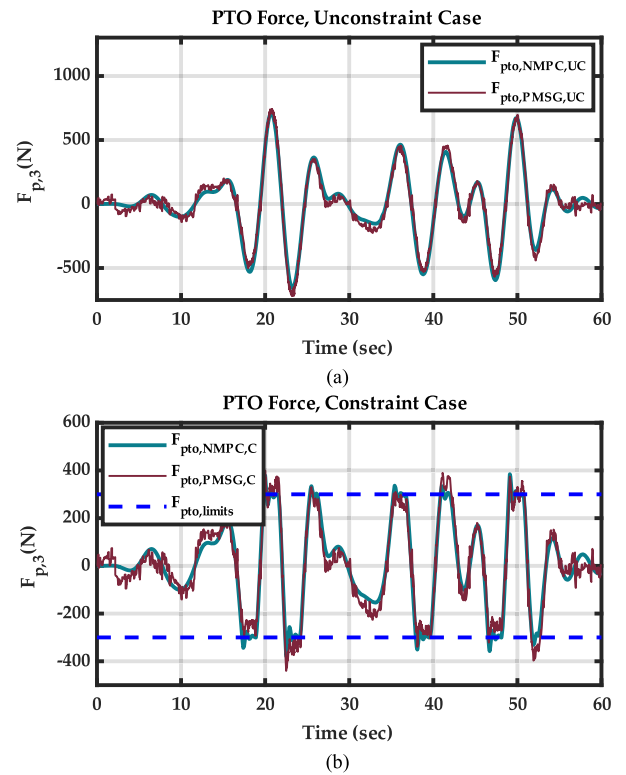 PTO Force, Unconstraint Case
F_p,3(N)
1000
500
0
-500
F_pto,NMPC,UC
F_pto,PMSG,UC
0 10 20 30 40 50 60
Time (sec)
(a)
PTO Force, Constraint Case
F_p,3(N)
600
400
200
0
-200
-400
F_pto,NMPC,C
F_pto,PMSG,C
F_pto,limits
0 10 20 30 40 50 60
Time (sec)
(b)